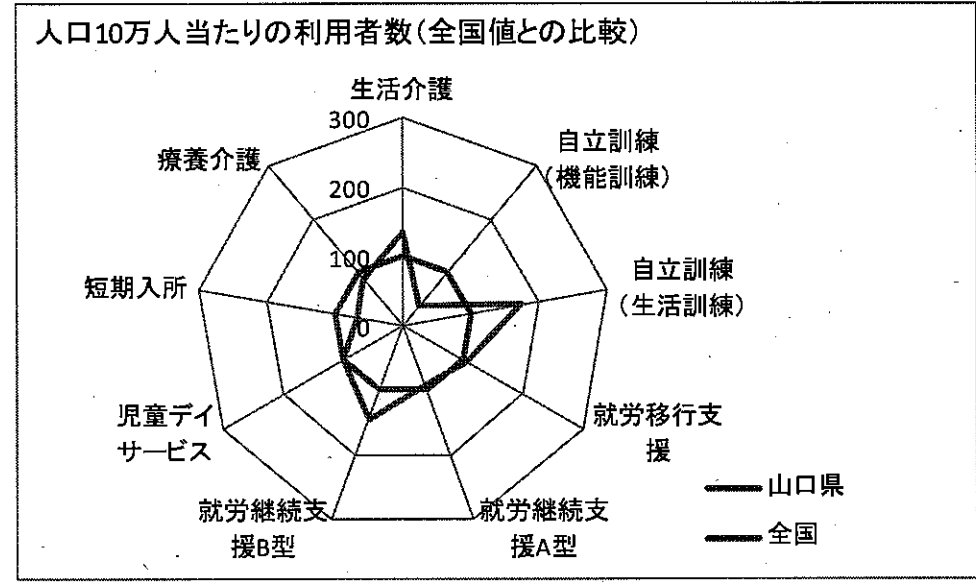 人口10万人当たりの利用者数(全国値との比較)
生活介護
300
200
100
0
自立訓練
(機能訓練)
自立訓練
(生活訓練)
就労移行支
援
就労継続支
援A型
就労継続支
援B型
児童デイ
サービス
短期入所
療養介護
山口県
全国